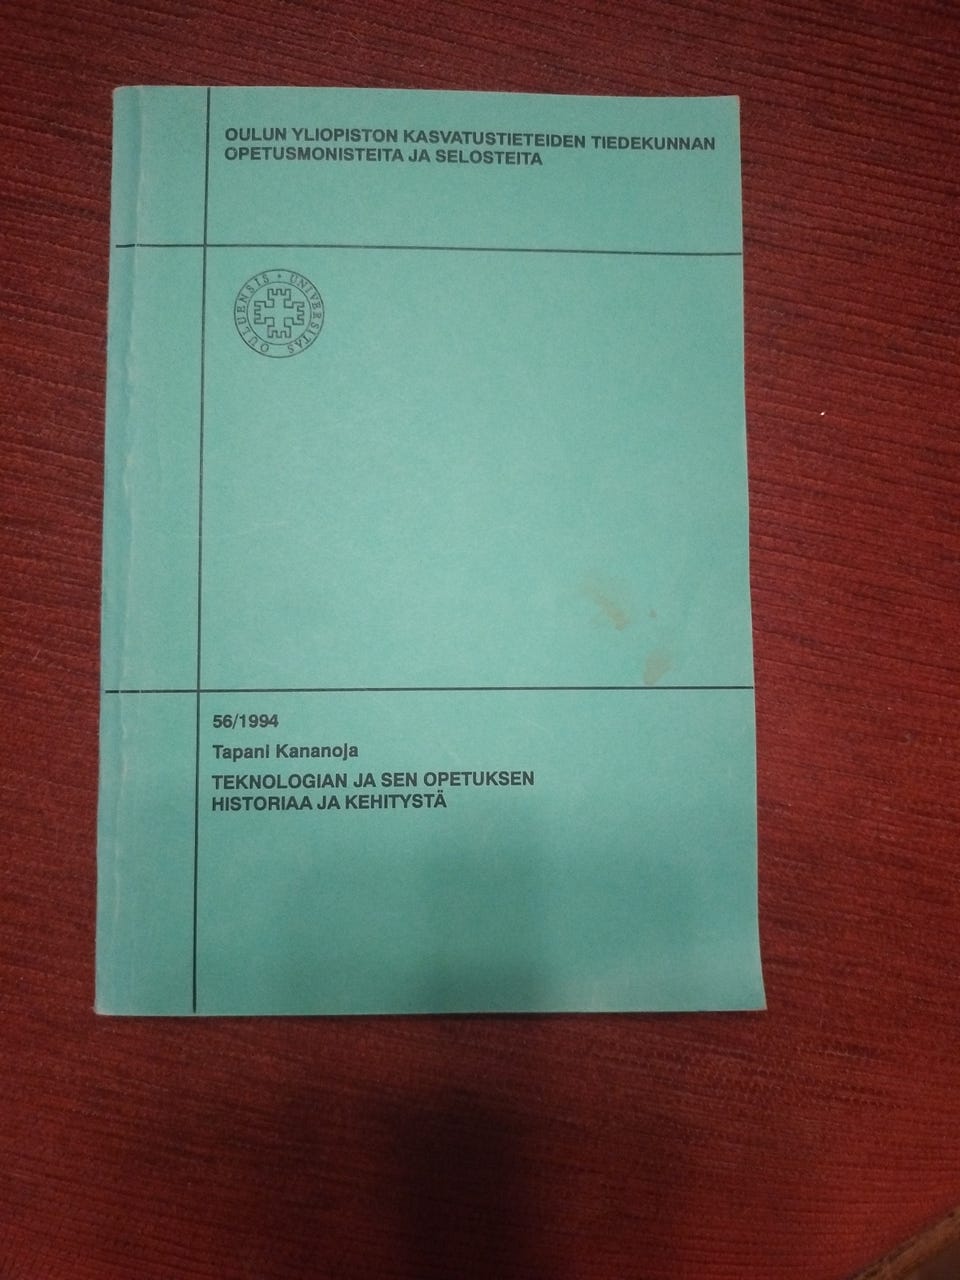 OULUN YLIOPISTON KASVATUSTIETEIDEN TIEDEKUNNAN
OPETUSMONISTEITA JA SELOSTEITA
UNIVERSITAS OULUENSIS
56/1994
Tapani Kananoja
TEKNOLOGIAN JA SEN OPETUKSEN
HISTORIAA JA KEHITYSTÄ